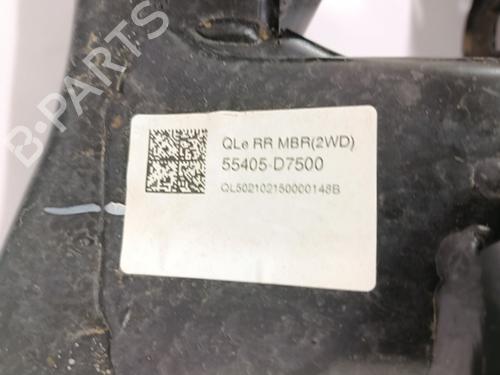 QLe RR MBR(2WD)
55405-D7500
QL502102150000148B
B-Parts